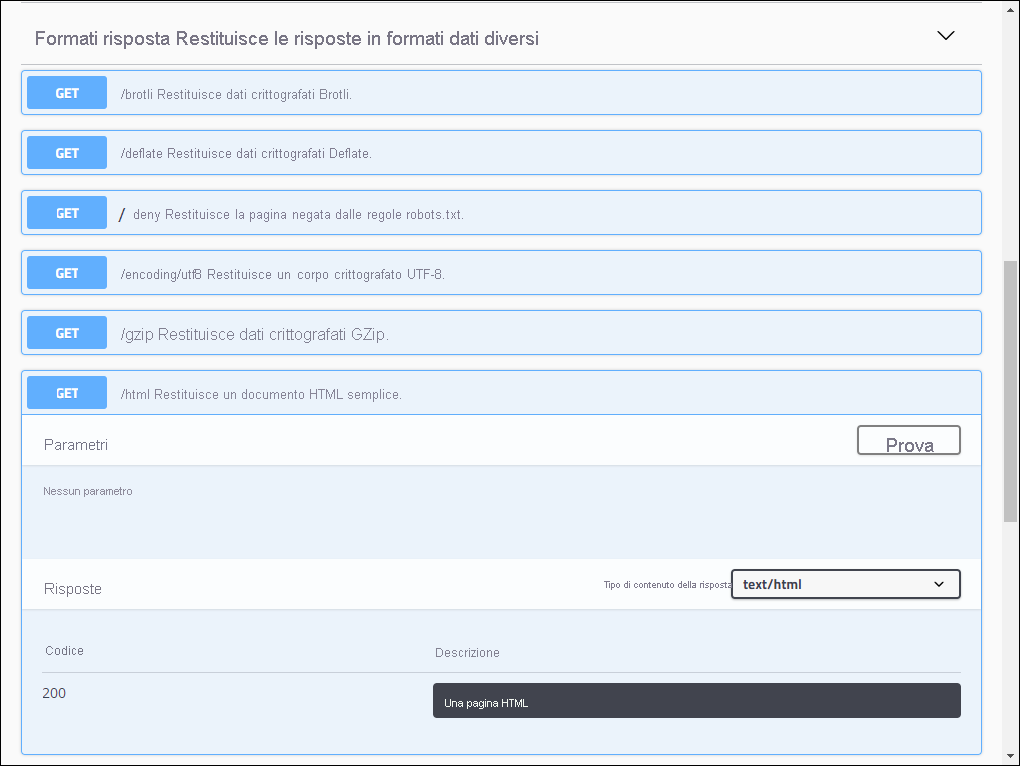 Formati risposta Restituisce le risposte in formati dati diversi
GET /brotli Restituisce dati crittografati Brotli.
GET /deflate Restituisce dati crittografati Deflate.
GET / deny Restituisce la pagina negata dalle regole robots.txt.
GET /encoding/utf8 Restituisce un corpo crittografato UTF-8.
GET /gzip Restituisce dati crittografati GZip.
GET /html Restituisce un documento HTML semplice.
Parametri Prova
Nessun parametro
Risposte Tipo di contenuto della risposta text/html
Codice Descrizione
200 Una pagina HTML